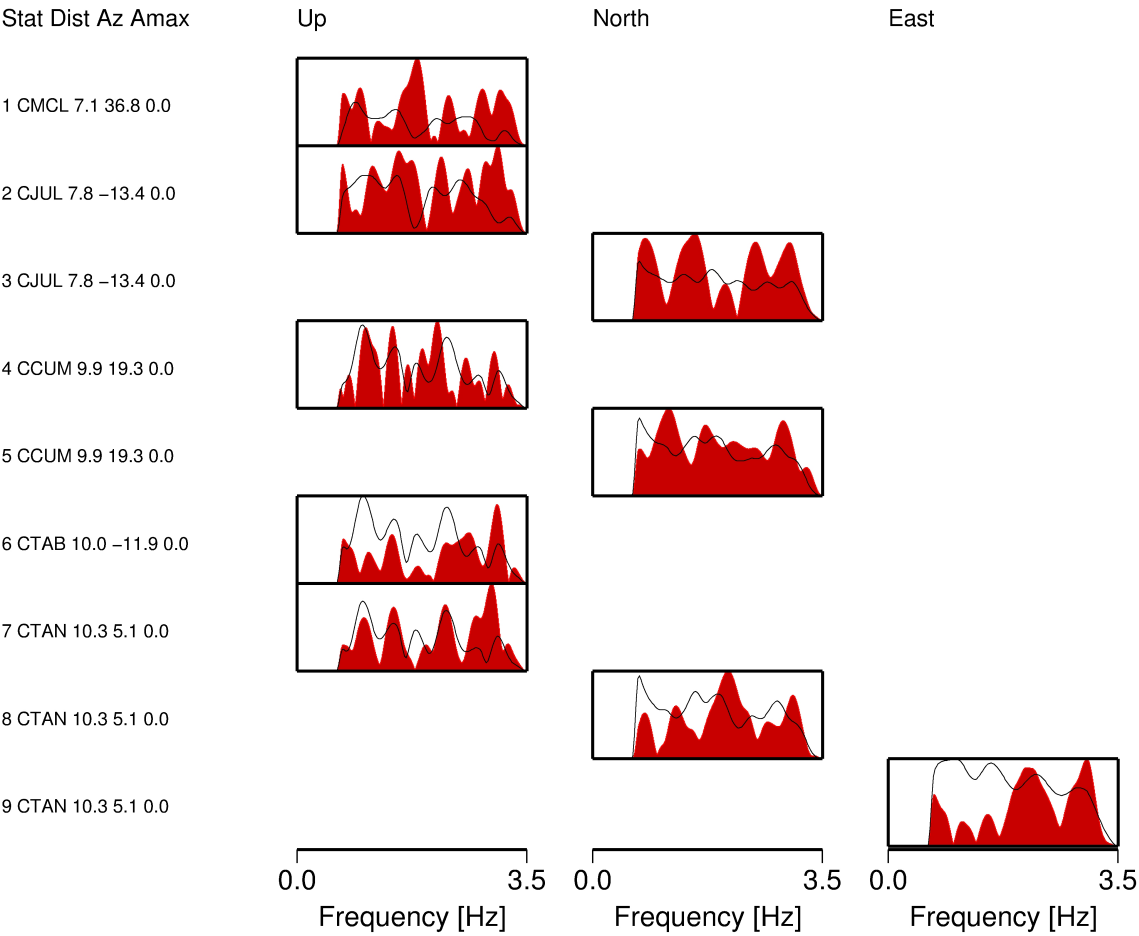 Stat Dist Az Amax Up North East
1 CMCL 7.1 36.8 0.0
2 CJUL 7.8 −13.4 0.0
3 CJUL 7.8 −13.4 0.0
4 CCUM 9.9 19.3 0.0
5 CCUM 9.9 19.3 0.0
6 CTAB 10.0 −11.9 0.0
7 CTAN 10.3 5.1 0.0
8 CTAN 10.3 5.1 0.0
9 CTAN 10.3 5.1 0.0
0.0 3.5 0.0 3.5 0.0 3.5
Frequency [Hz] Frequency [Hz] Frequency [Hz]